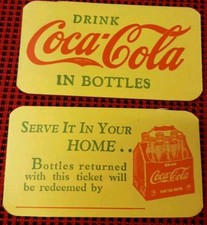 DRINK
Coca-Cola
IN BOTTLES
SERVE IT IN YOUR
HOME..
Bottles returned
with this ticket will
be redeemed by
DRINK
Coca-Cola